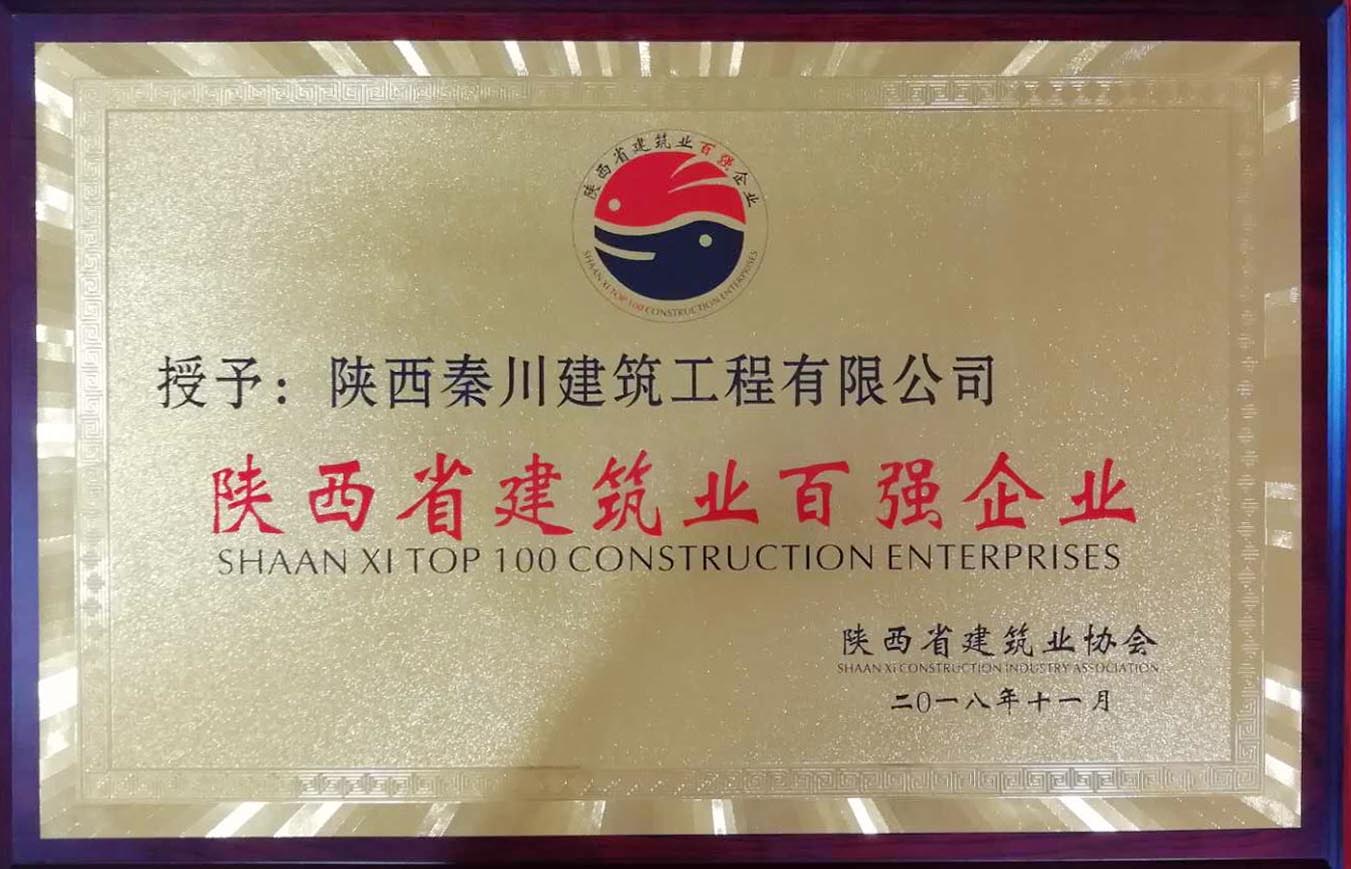 陕西省建筑业百强企业
SHAAN XI TOP 100 CONSTRUCTION ENTERPRISES
授予：陕西秦川建筑工程有限公司
陕西省建筑业百强企业
SHAAN XI TOP 100 CONSTRUCTION ENTERPRISES
陕西省建筑业协会
SHAAN XI CONSTRUCTION INDUSTRY ASSOCIATION
二0一八年十一月